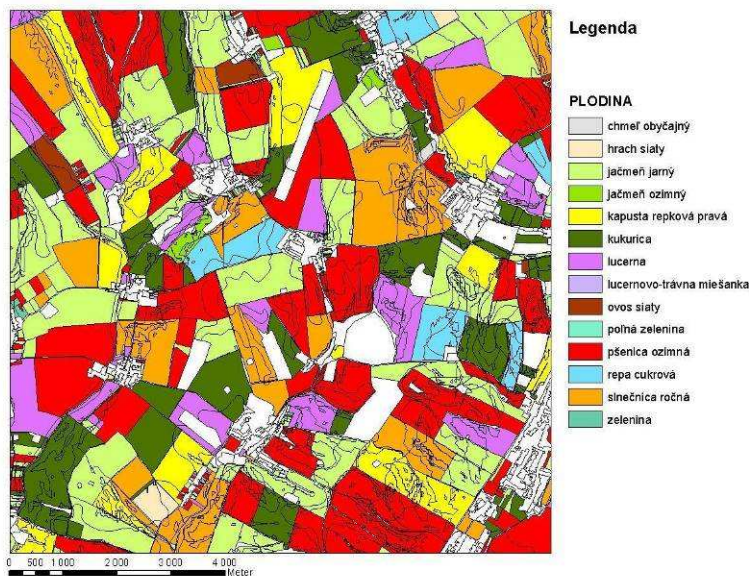 Legenda
PLODINA
chmeľ obyčajný
hrach siaty
jačmeň jarný
jačmeň ozimný
kapusta repková pravá
kukurica
lucerna
lucernovo-trávna miešanka
ovos siaty
poľná zelenina
pšenica ozimná
repa cukrová
slnečnica ročná
zelenina
0 500 1 000 2 000 3 000 4 000
Meter